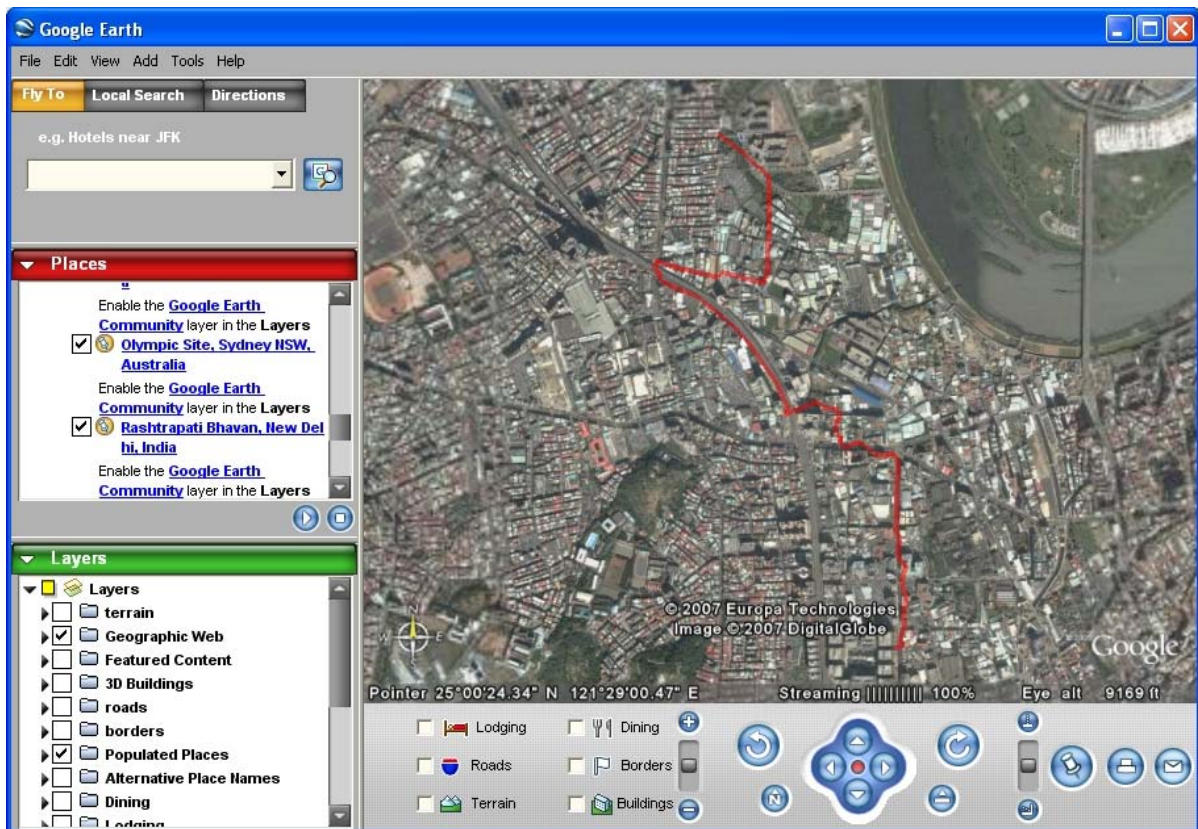 Google Earth
File Edit View Add Tools Help
Fly To Local Search Directions
e.g. Hotels near JFK
Places
Enable the Google Earth
Community layer in the Layers
Olympic Site, Sydney NSW,
Australia
Enable the Google Earth
Community layer in the Layers
Rashtrapati Bhavan, New Del
hi, India
Enable the Google Earth
Community layer in the Layers
Layers
Layers
terrain
Geographic Web
Featured Content
3D Buildings
roads
borders
Populated Places
Alternative Place Names
Dining
Lodging
© 2007 Europa Technologies
Image © 2007 DigitalGlobe
N
W E
Google
Pointer 25°00'24.34" N 121°29'00.47" E Streaming |||||||||| 100% Eye alt 9169 ft
Lodging Dining
Roads Borders
Terrain Buildings
N